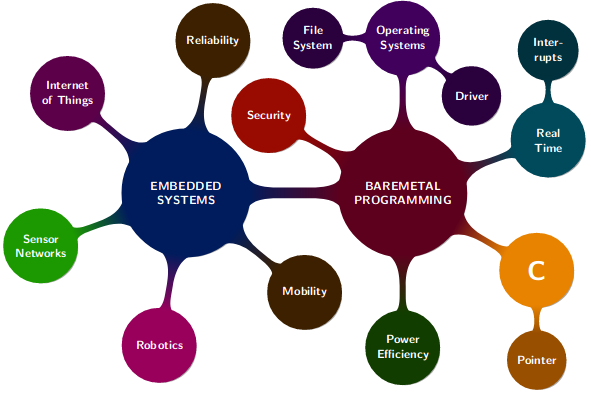 File
System
Operating
Systems
Reliability
Inter-
rupts
Internet
of Things
Driver
Security
Real
Time
EMBEDDED
SYSTEMS
BAREMETAL
PROGRAMMING
Sensor
Networks
C
Mobility
Robotics
Power
Efficiency
Pointer